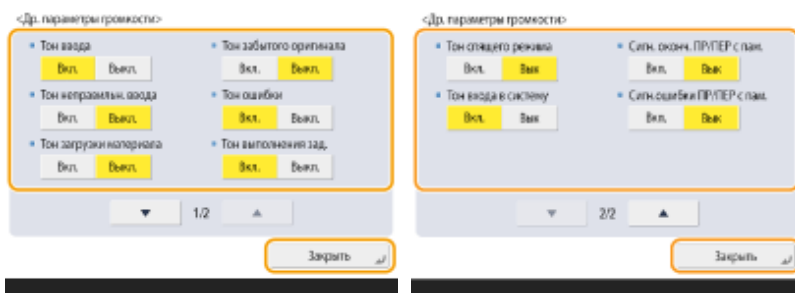 <Др. параметры громкости>
Тон ввода
Вкл. Выкл.
Тон забытого оригинала
Вкл. Выкл.
Тон неправильн. ввода
Вкл. Выкл.
Тон ошибки
Вкл. Выкл.
Тон загрузки материала
Вкл. Выкл.
Тон выполнения зад.
Вкл. Выкл.
1/2
Закрыть
<Др. параметры громкости>
Тон спящего режима
Вкл. Вык
Сигн. оконч. ПР/ПЕР с пам.
Вкл. Вык
Тон входа в систему
Вкл. Вык
Сигн.ошибки ПР/ПЕР с пам.
Вкл. Вык
2/2
Закрыть